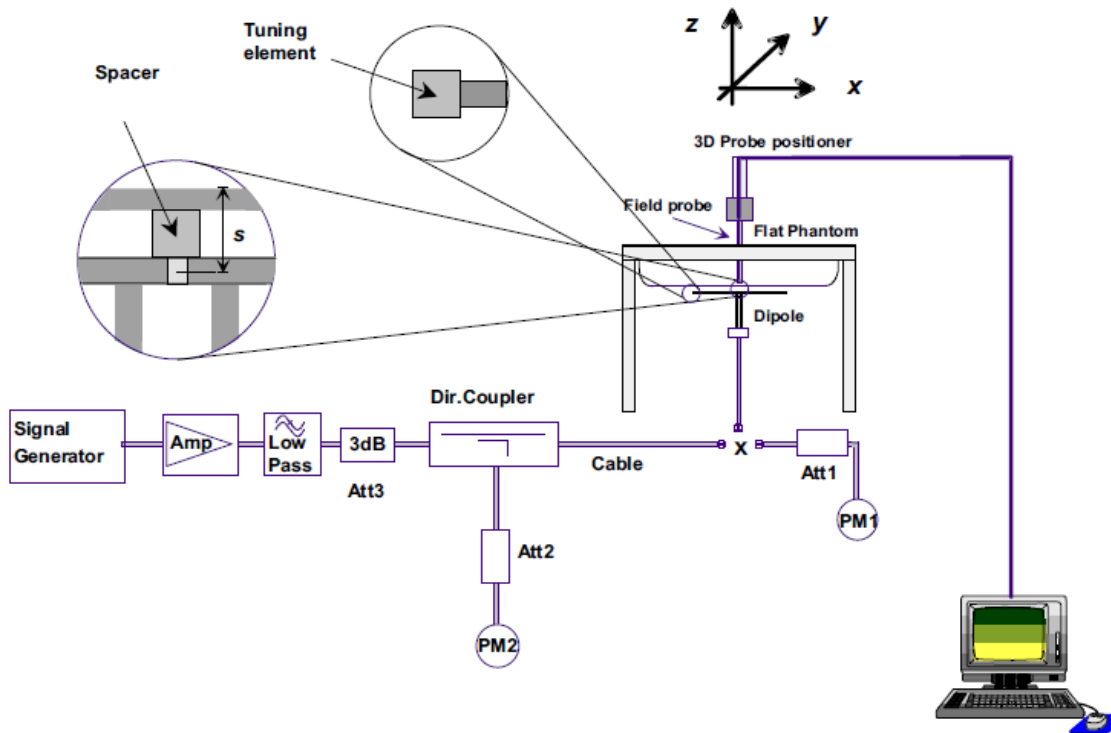 Tuning
element
Spacer
s
z
y
x
3D Probe positioner
Field probe
Flat Phantom
Dipole
Dir.Coupler
Signal
Generator
Amp
Low
Pass
3dB
Att3
Cable
X
Att1
PM1
Att2
PM2